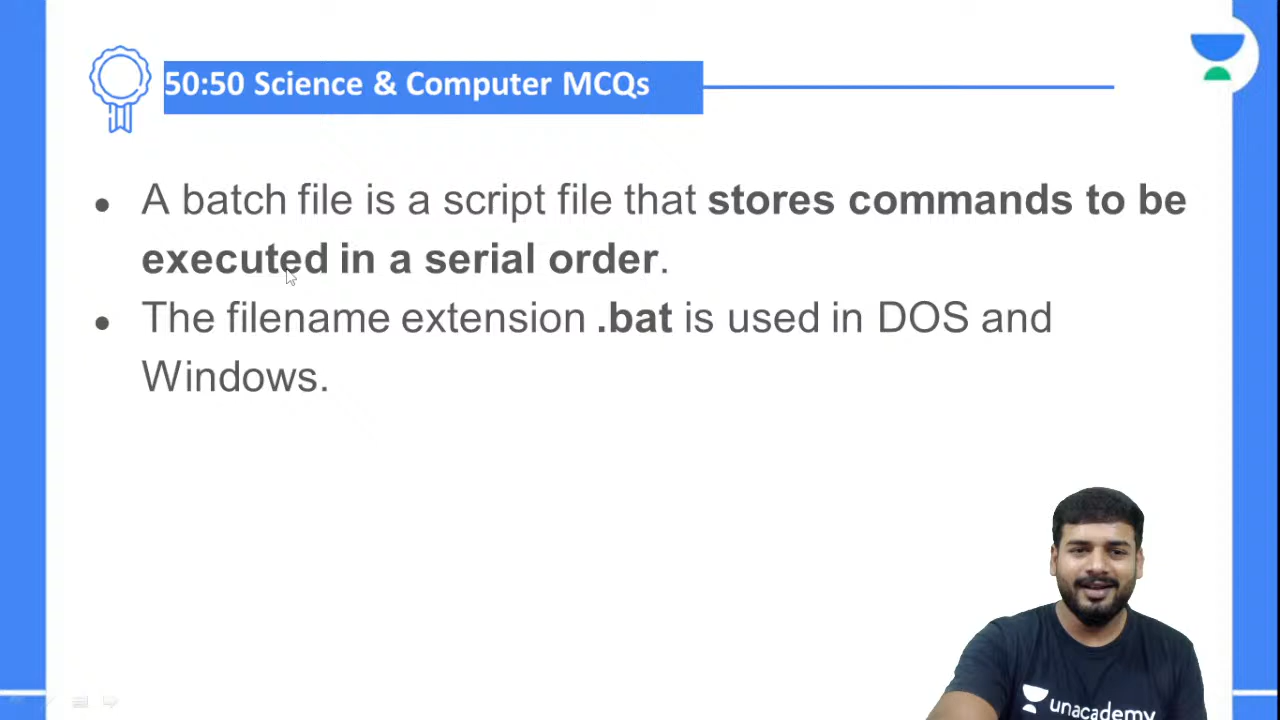 50:50 Science & Computer MCQs
● A batch file is a script file that stores commands to be
executed in a serial order.
● The filename extension .bat is used in DOS and
Windows.
unacademy